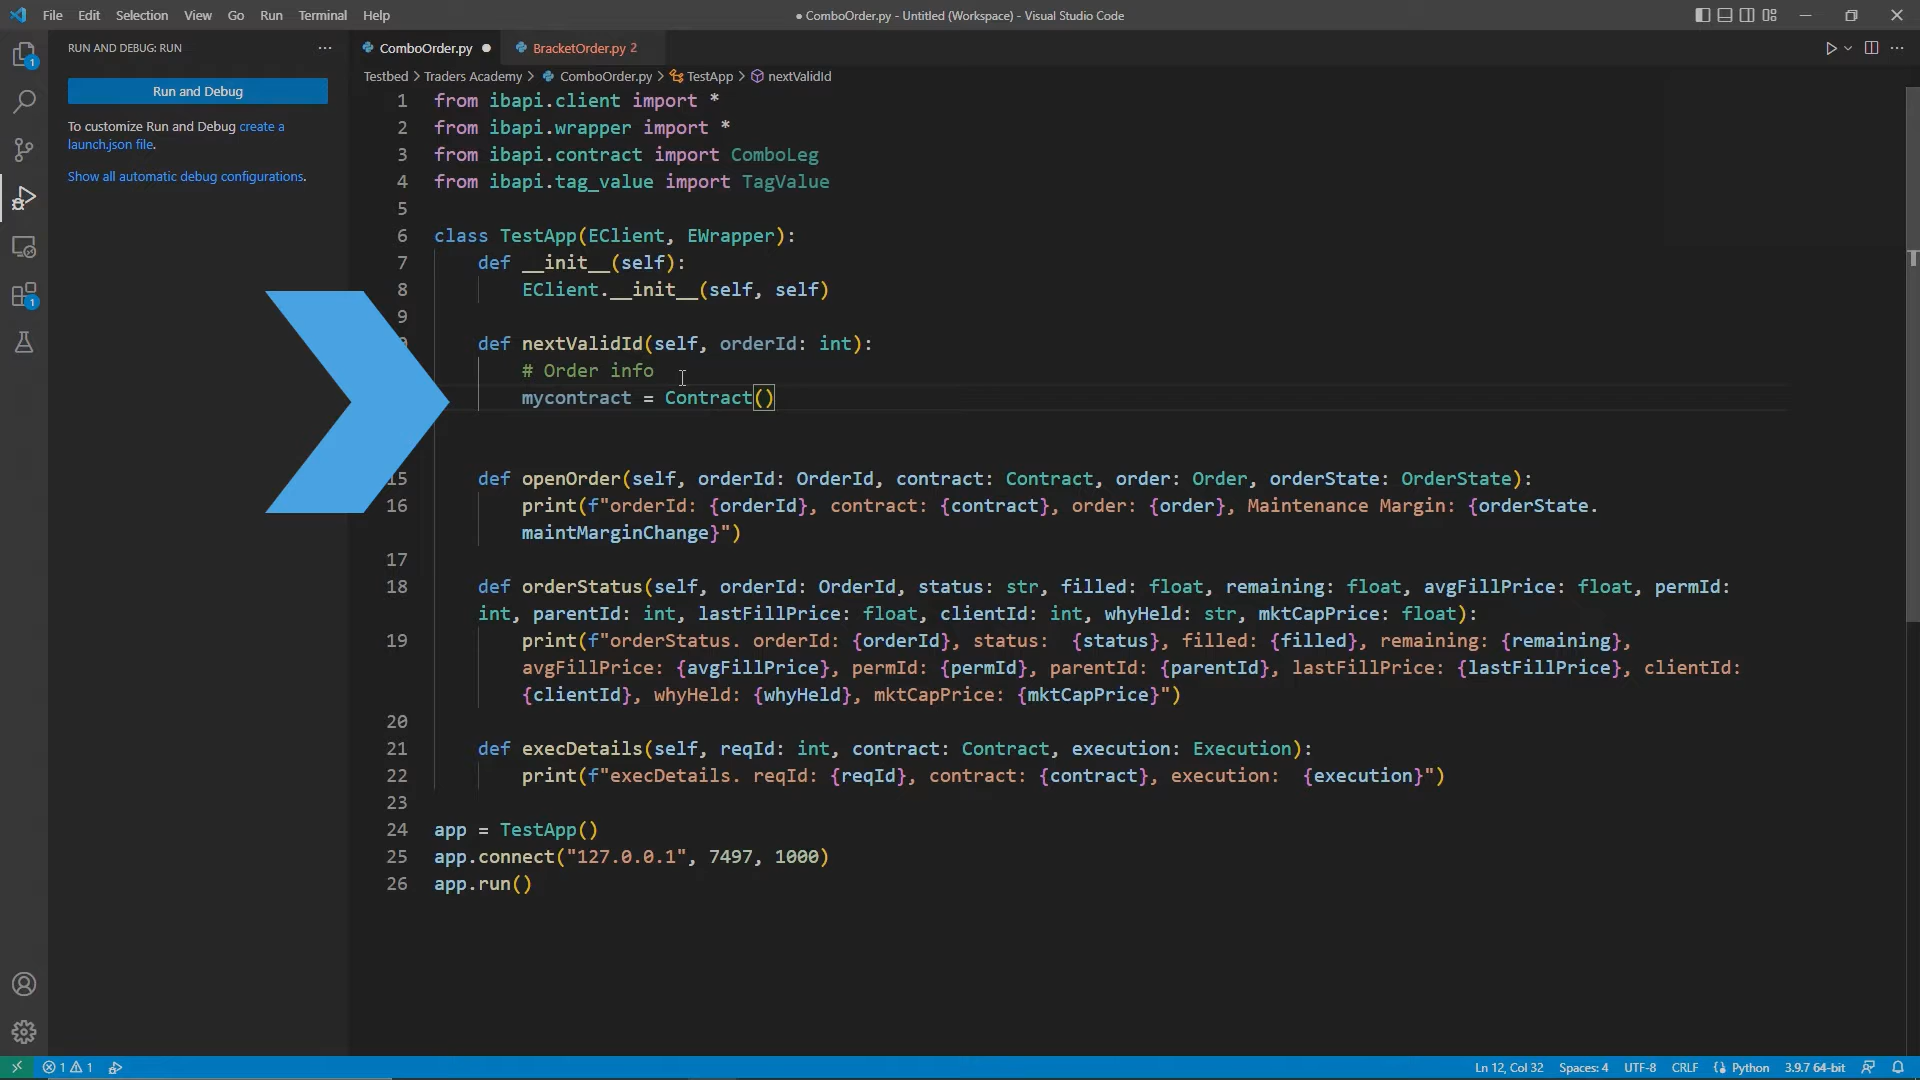 File Edit Selection View Go Run Terminal Help
● ComboOrder.py - Untitled (Workspace) - Visual Studio Code
RUN AND DEBUG: RUN
Run and Debug
To customize Run and Debug create a
launch.json file.
Show all automatic debug configurations.
1
1
ComboOrder.py
BracketOrder.py 2
Testbed > Traders Academy > ComboOrder.py > TestApp > nextValidId
1 from ibapi.client import *
2 from ibapi.wrapper import *
3 from ibapi.contract import ComboLeg
4 from ibapi.tag_value import TagValue
5
6 class TestApp(EClient, EWrapper):
7 def __init__(self):
8 EClient.__init__(self, self)
9
def nextValidId(self, orderId: int):
# Order info
mycontract = Contract()
15 def openOrder(self, orderId: OrderId, contract: Contract, order: Order, orderState: OrderState):
16 print(f"orderId: {orderId}, contract: {contract}, order: {order}, Maintenance Margin: {orderState.
maintMarginChange}")
17
18 def orderStatus(self, orderId: OrderId, status: str, filled: float, remaining: float, avgFillPrice: float, permId:
int, parentId: int, lastFillPrice: float, clientId: int, whyHeld: str, mktCapPrice: float):
19 print(f"orderStatus. orderId: {orderId}, status:  {status}, filled: {filled}, remaining: {remaining},
avgFillPrice: {avgFillPrice}, permId: {permId}, parentId: {parentId}, lastFillPrice: {lastFillPrice}, clientId:
{clientId}, whyHeld: {whyHeld}, mktCapPrice: {mktCapPrice}")
20
21 def execDetails(self, reqId: int, contract: Contract, execution: Execution):
22 print(f"execDetails. reqId: {reqId}, contract: {contract}, execution:  {execution}")
23
24 app = TestApp()
25 app.connect("127.0.0.1", 7497, 1000)
26 app.run()
1 1
Ln 12, Col 32 Spaces: 4 UTF-8 CRLF Python 3.9.7 64-bit